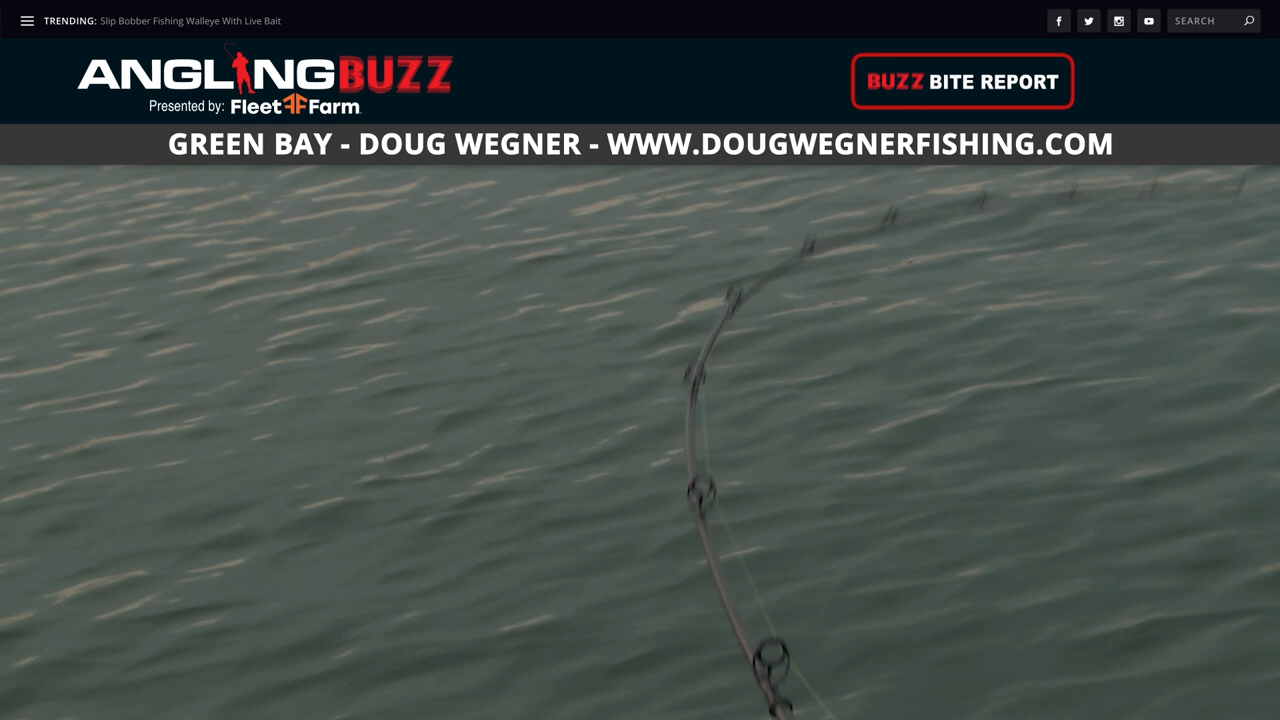 TRENDING: Slip Bobber Fishing Walleye With Live Bait
SEARCH
ANGLINGBUZZ
Presented by: Fleet Farm
BUZZ BITE REPORT
GREEN BAY - DOUG WEGNER - WWW.DOUGWEGNERFISHING.COM